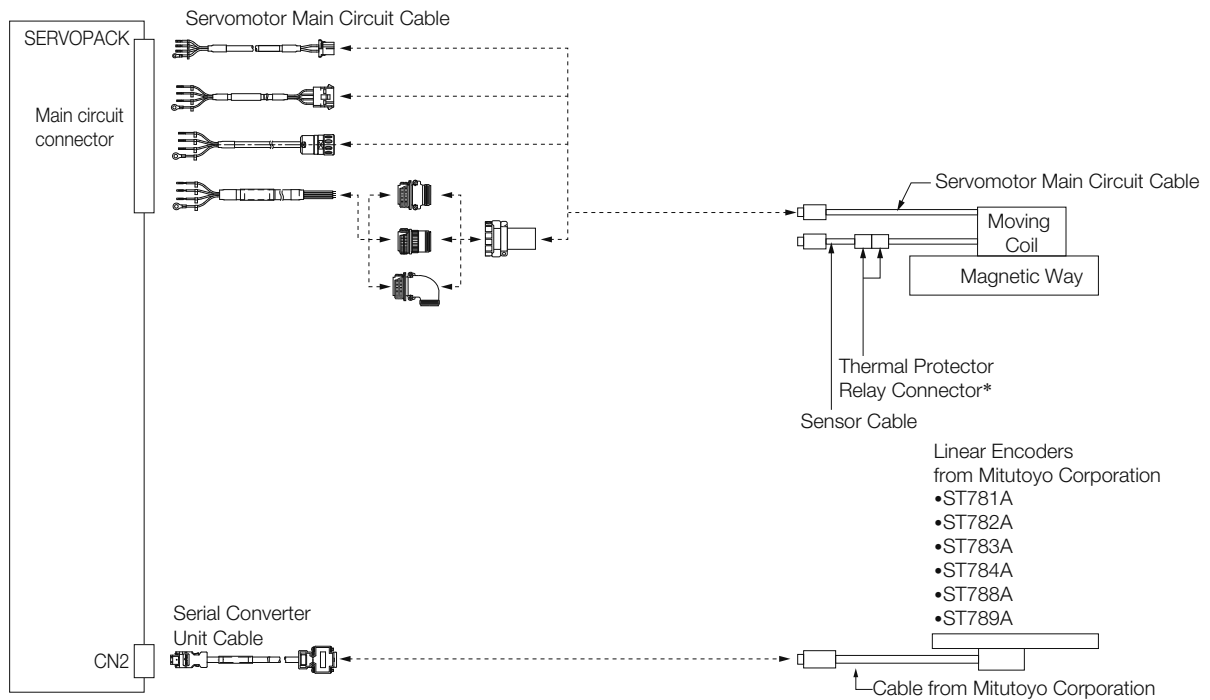 Servomotor Main Circuit Cable
SERVOPACK
Main circuit
connector
Servomotor Main Circuit Cable
Moving
Coil
Magnetic Way
Thermal Protector
Relay Connector*
Sensor Cable
Linear Encoders
from Mitutoyo Corporation
•ST781A
•ST782A
•ST783A
•ST784A
•ST788A
•ST789A
Serial Converter
Unit Cable
CN2
Cable from Mitutoyo Corporation